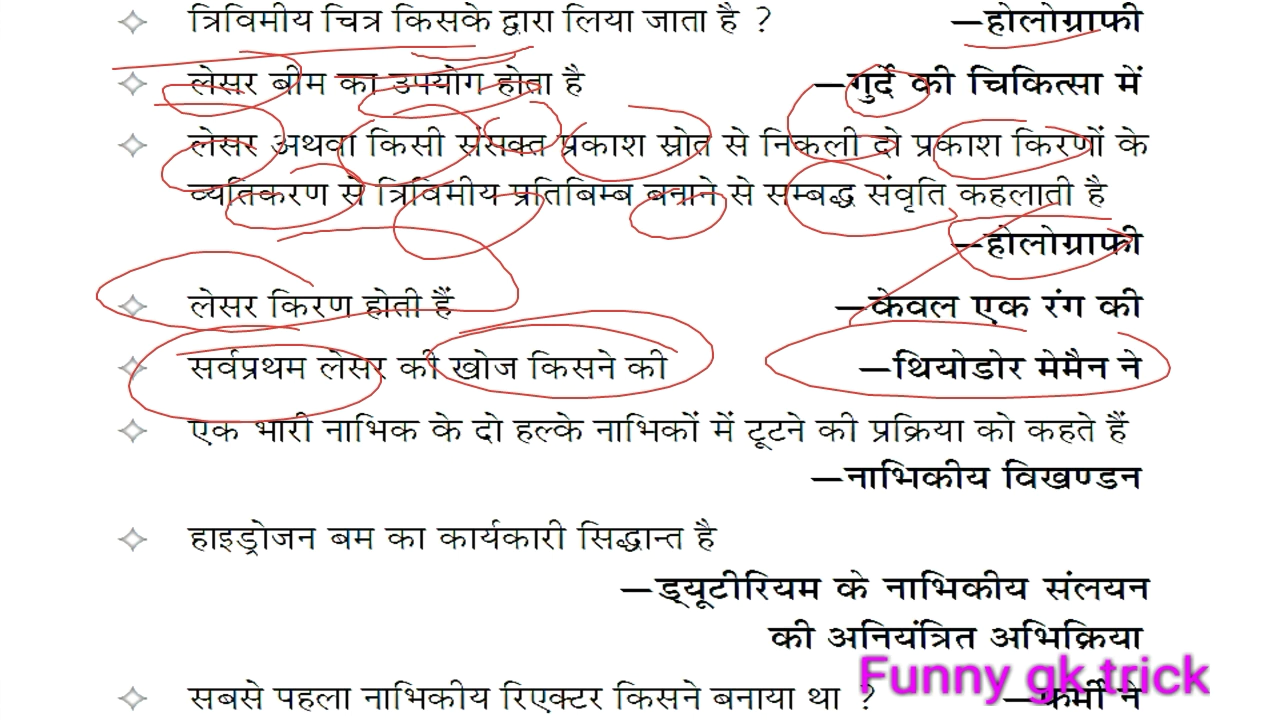 त्रिविमीय चित्र किसके द्वारा लिया जाता है ? —होलोग्राफी
लेसर बीम का उपयोग होता है —गुर्दे की चिकित्सा में
लेसर अथवा किसी संसक्त प्रकाश स्रोत से निकली दो प्रकाश किरणों के
व्यतिकरण से त्रिविमीय प्रतिबिम्ब बनाने से सम्बद्ध संवृति कहलाती है
—होलोग्राफी
लेसर किरण होती हैं —केवल एक रंग की
सर्वप्रथम लेसर की खोज किसने की —थियोडोर मेमैन ने
एक भारी नाभिक के दो हल्के नाभिकों में टूटने की प्रक्रिया को कहते हैं
—नाभिकीय विखण्डन
हाइड्रोजन बम का कार्यकारी सिद्धान्त है
—ड्यूटीरियम के नाभिकीय संलयन
की अनियंत्रित अभिक्रिया
सबसे पहला नाभिकीय रिएक्टर किसने बनाया था ? —फर्मी ने
Funny gk trick